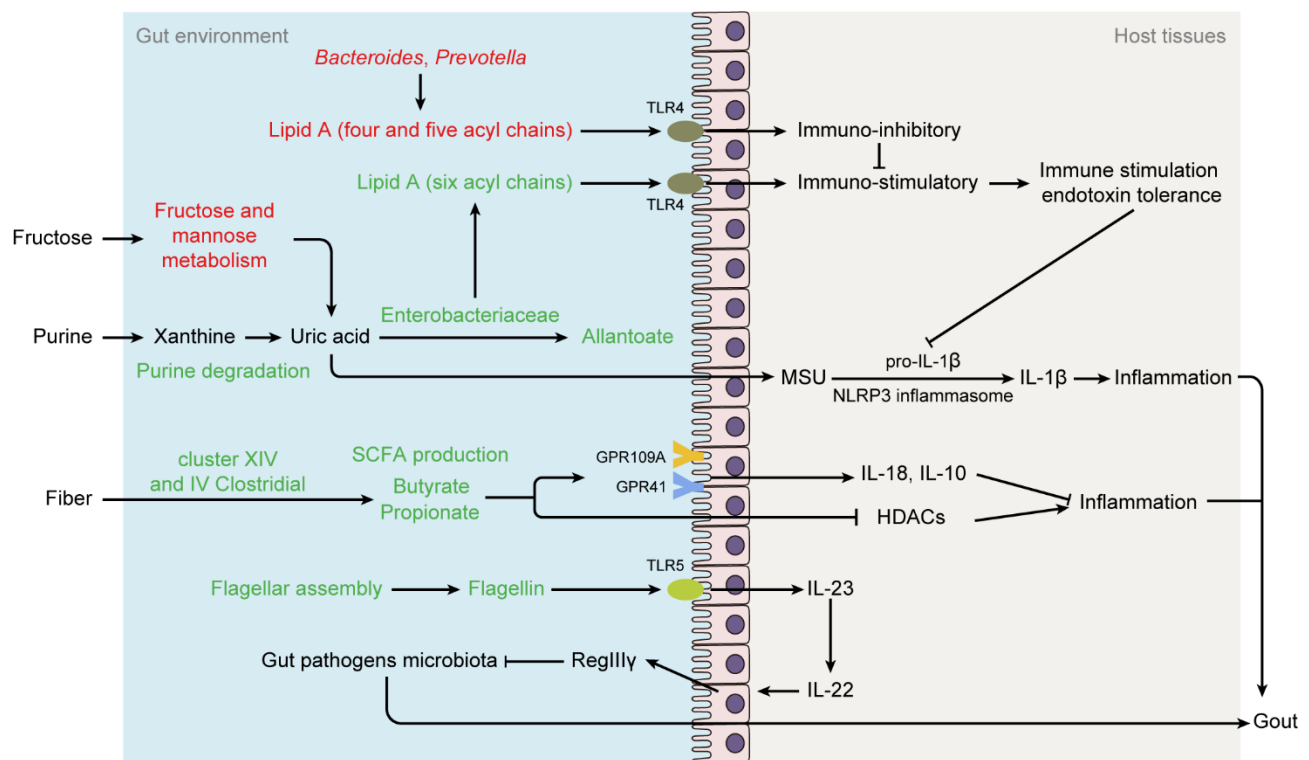 Gut environment
Host tissues
Bacteroides, Prevotella
TLR4
Lipid A (four and five acyl chains)
Immuno-inhibitory
Lipid A (six acyl chains)
TLR4
Immuno-stimulatory
Immune stimulation
endotoxin tolerance
Fructose
Fructose and
mannose
metabolism
Enterobacteriaceae
Purine
Xanthine
Uric acid
Allantoate
Purine degradation
pro-IL-1β
MSU
NLRP3 inflammasome
IL-1β
Inflammation
cluster XIV
and IV Clostridial
Fiber
SCFA production
Butyrate
Propionate
GPR109A
GPR41
IL-18, IL-10
HDACs
Inflammation
TLR5
Flagellar assembly
Flagellin
IL-23
Gut pathogens microbiota
RegIIIγ
IL-22
Gout